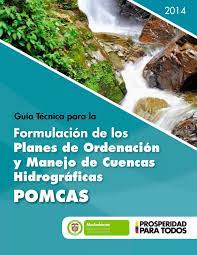 2014
Guía Técnica para la
Formulación de los
Planes de Ordenación
y Manejo de Cuencas
Hidrográficas
POMCAS
MinAmbiente
PROSPERIDAD
PARA TODOS